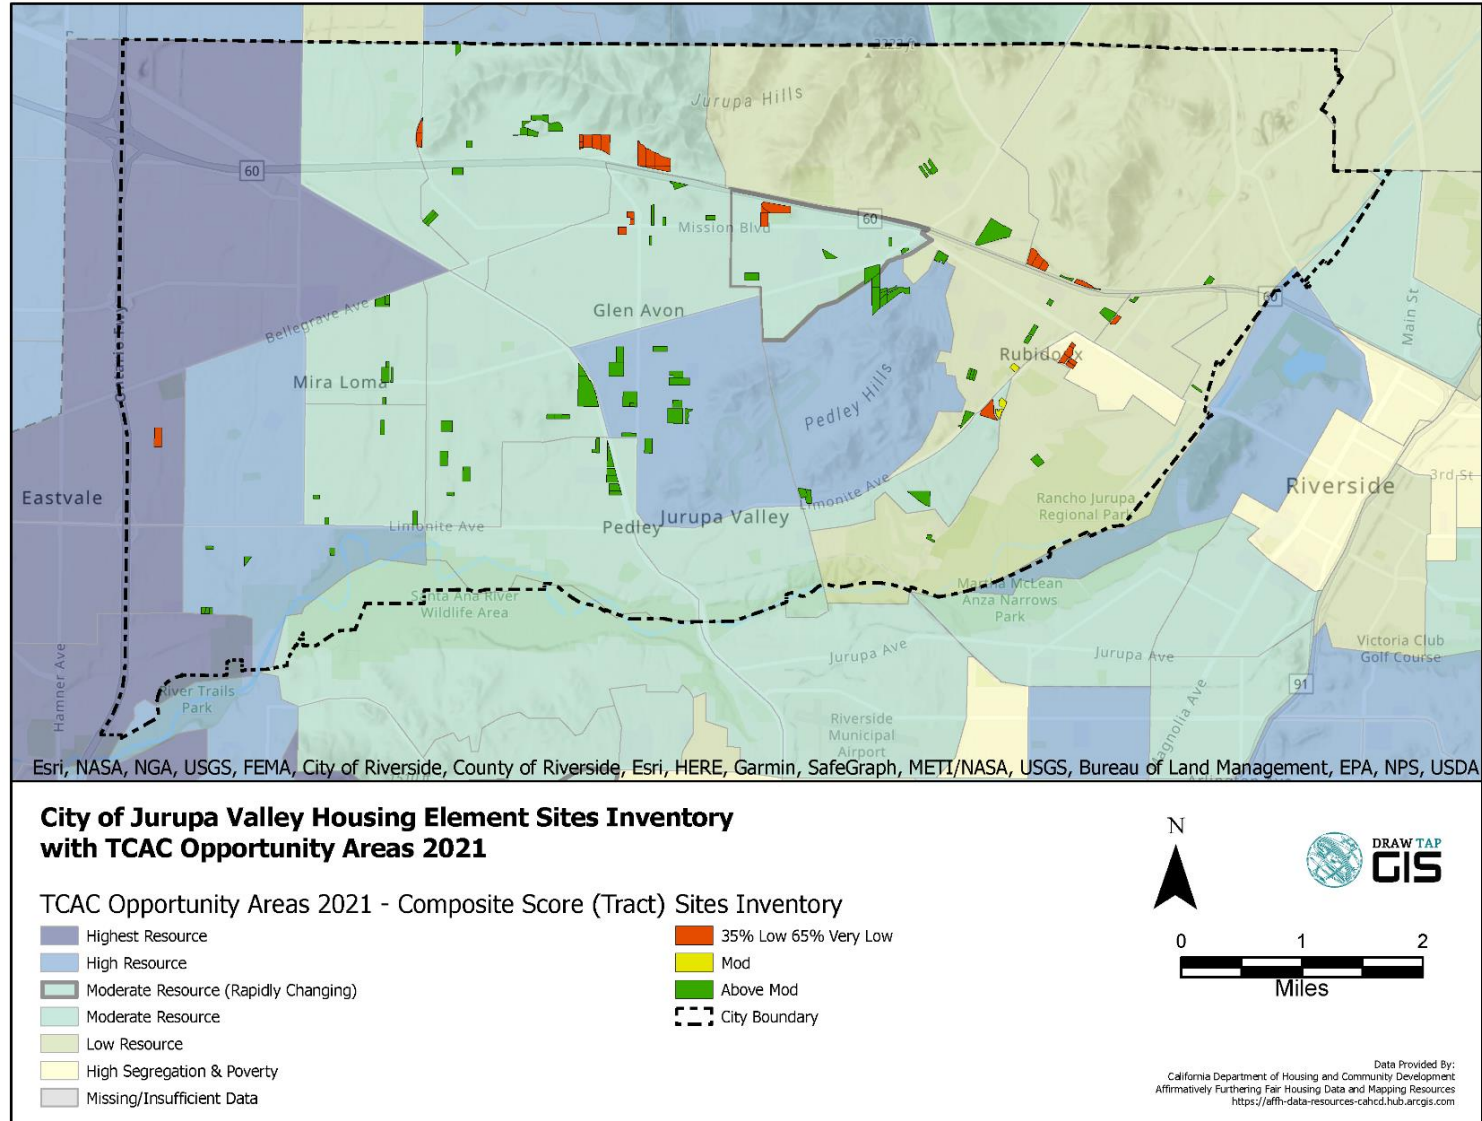 3223 ft
Jurupa Hills
60
Mission Blvd
60
Glen Avon
Bellegrave Ave
60
Main St
Mira Loma
Rubidoux
Pedley Hills
Eastvale
Riverside
3rd St
Limonite Ave
Limonite Ave
Pedley
Jurupa Valley
Rancho Jurupa
Regional Park
Santa Ana River
Wildlife Area
Martha McLean
Anza Narrows
Park
Hamner Ave
River Trails
Park
Jurupa Ave
Jurupa Ave
Victoria Club
Golf Course
91
Magnolia Ave
Riverside
Municipal
Airport
Esri, NASA, NGA, USGS, FEMA, City of Riverside, County of Riverside, Esri, HERE, Garmin, SafeGraph, METI/NASA, USGS, Bureau of Land Management, EPA, NPS, USDA
City of Jurupa Valley Housing Element Sites Inventory
with TCAC Opportunity Areas 2021
TCAC Opportunity Areas 2021 - Composite Score (Tract)
Highest Resource
High Resource
Moderate Resource (Rapidly Changing)
Moderate Resource
Low Resource
High Segregation & Poverty
Missing/Insufficient Data
Sites Inventory
35% Low 65% Very Low
Mod
Above Mod
City Boundary
N
DRAW TAP
GIS
0 1 2
Miles
Data Provided By:
California Department of Housing and Community Development
Affirmatively Furthering Fair Housing Data and Mapping Resources
https://affh-data-resources-cahcd.hub.arcgis.com